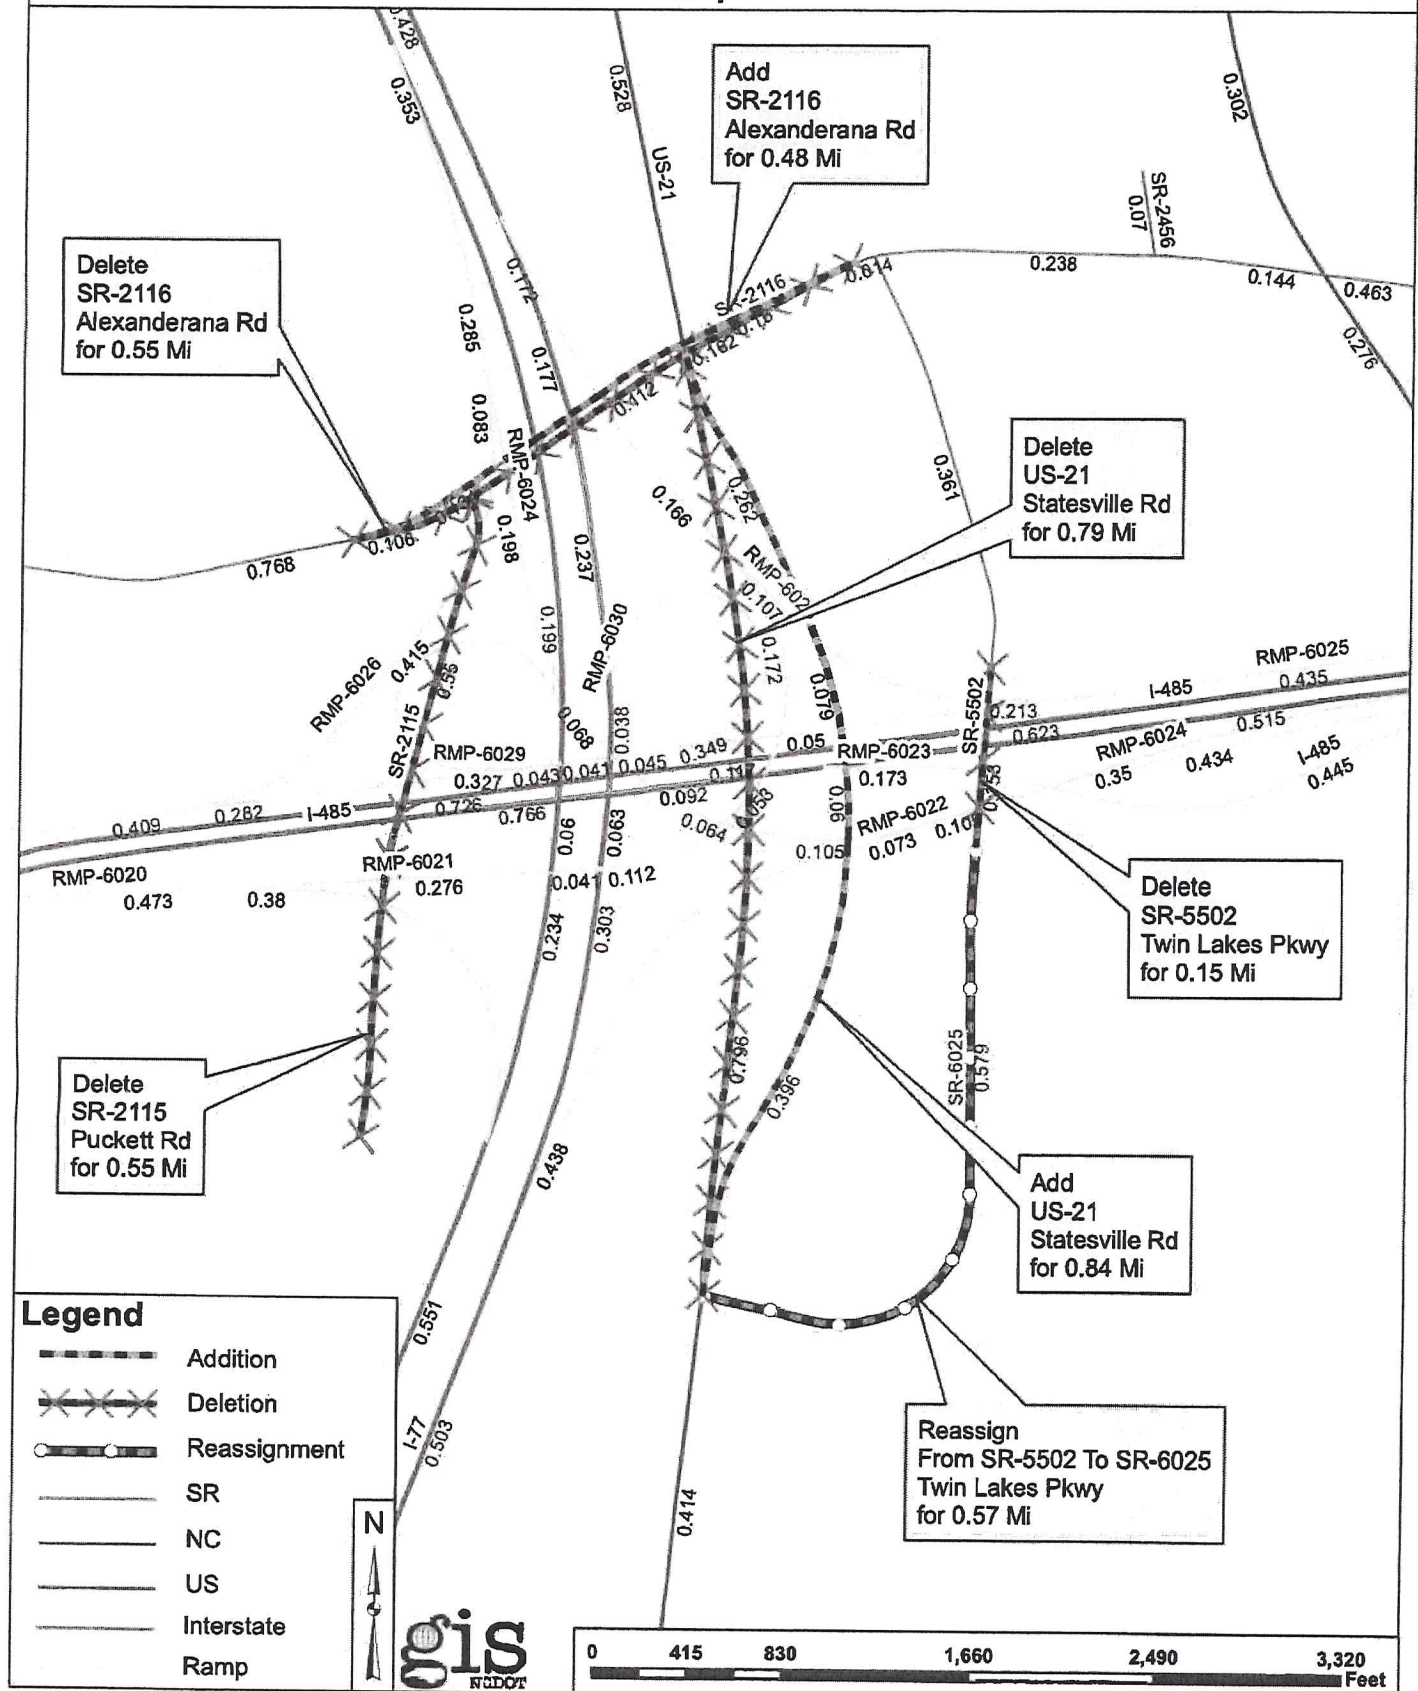 0.428
0.353
0.528
US-21
Add
SR-2116
Alexanderana Rd
for 0.48 Mi
0.302
SR-2456
0.07
Delete
SR-2116
Alexanderana Rd
for 0.55 Mi
0.172
0.285
0.177
0.083
0.014
0.238
0.144
0.463
0.276
0.162
0.112
RMP-6024
0.106
0.768
0.198
0.237
0.199
RMP-6030
0.166
0.262
0.107
0.172
0.079
0.361
Delete
US-21
Statesville Rd
for 0.79 Mi
RMP-6026
0.415
0.55
SR-2115
RMP-6029
0.327
0.043
0.041
0.045
0.349
0.068
0.038
0.05
RMP-6023
0.173
SR-5502
0.213
0.623
I-485
RMP-6025
0.435
RMP-6024
0.515
0.35
0.434
I-485
0.445
0.409
0.282
I-485
0.726
0.766
0.092
0.064
0.053
0.06
0.063
0.06
RMP-6022
0.105
0.073
RMP-6020
0.473
0.38
RMP-6021
0.276
0.041
0.112
0.234
0.303
Delete
SR-5502
Twin Lakes Pkwy
for 0.15 Mi
Delete
SR-2115
Puckett Rd
for 0.55 Mi
0.796
0.396
SR-6025
0.579
0.438
Add
US-21
Statesville Rd
for 0.84 Mi
0.551
I-77
0.503
0.414
Reassign
From SR-5502 To SR-6025
Twin Lakes Pkwy
for 0.57 Mi
Legend
Addition
Deletion
Reassignment
SR
NC
US
Interstate
Ramp
N
gis
NCDOT
0 415 830 1,660 2,490 3,320
Feet